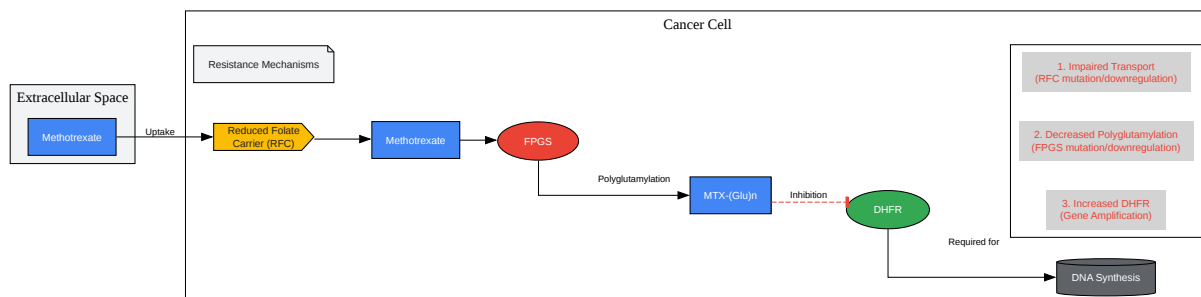 Cancer Cell
Resistance Mechanisms
1. Impaired Transport
(RFC mutation/downregulation)
Extracellular Space
Methotrexate
Uptake
Reduced Folate
Carrier (RFC)
Methotrexate
FPGS
2. Decreased Polyglutamylation
(FPGS mutation/downregulation)
Polyglutamylation
MTX-(Glu)n
Inhibition
DHFR
3. Increased DHFR
(Gene Amplification)
Required for
DNA Synthesis